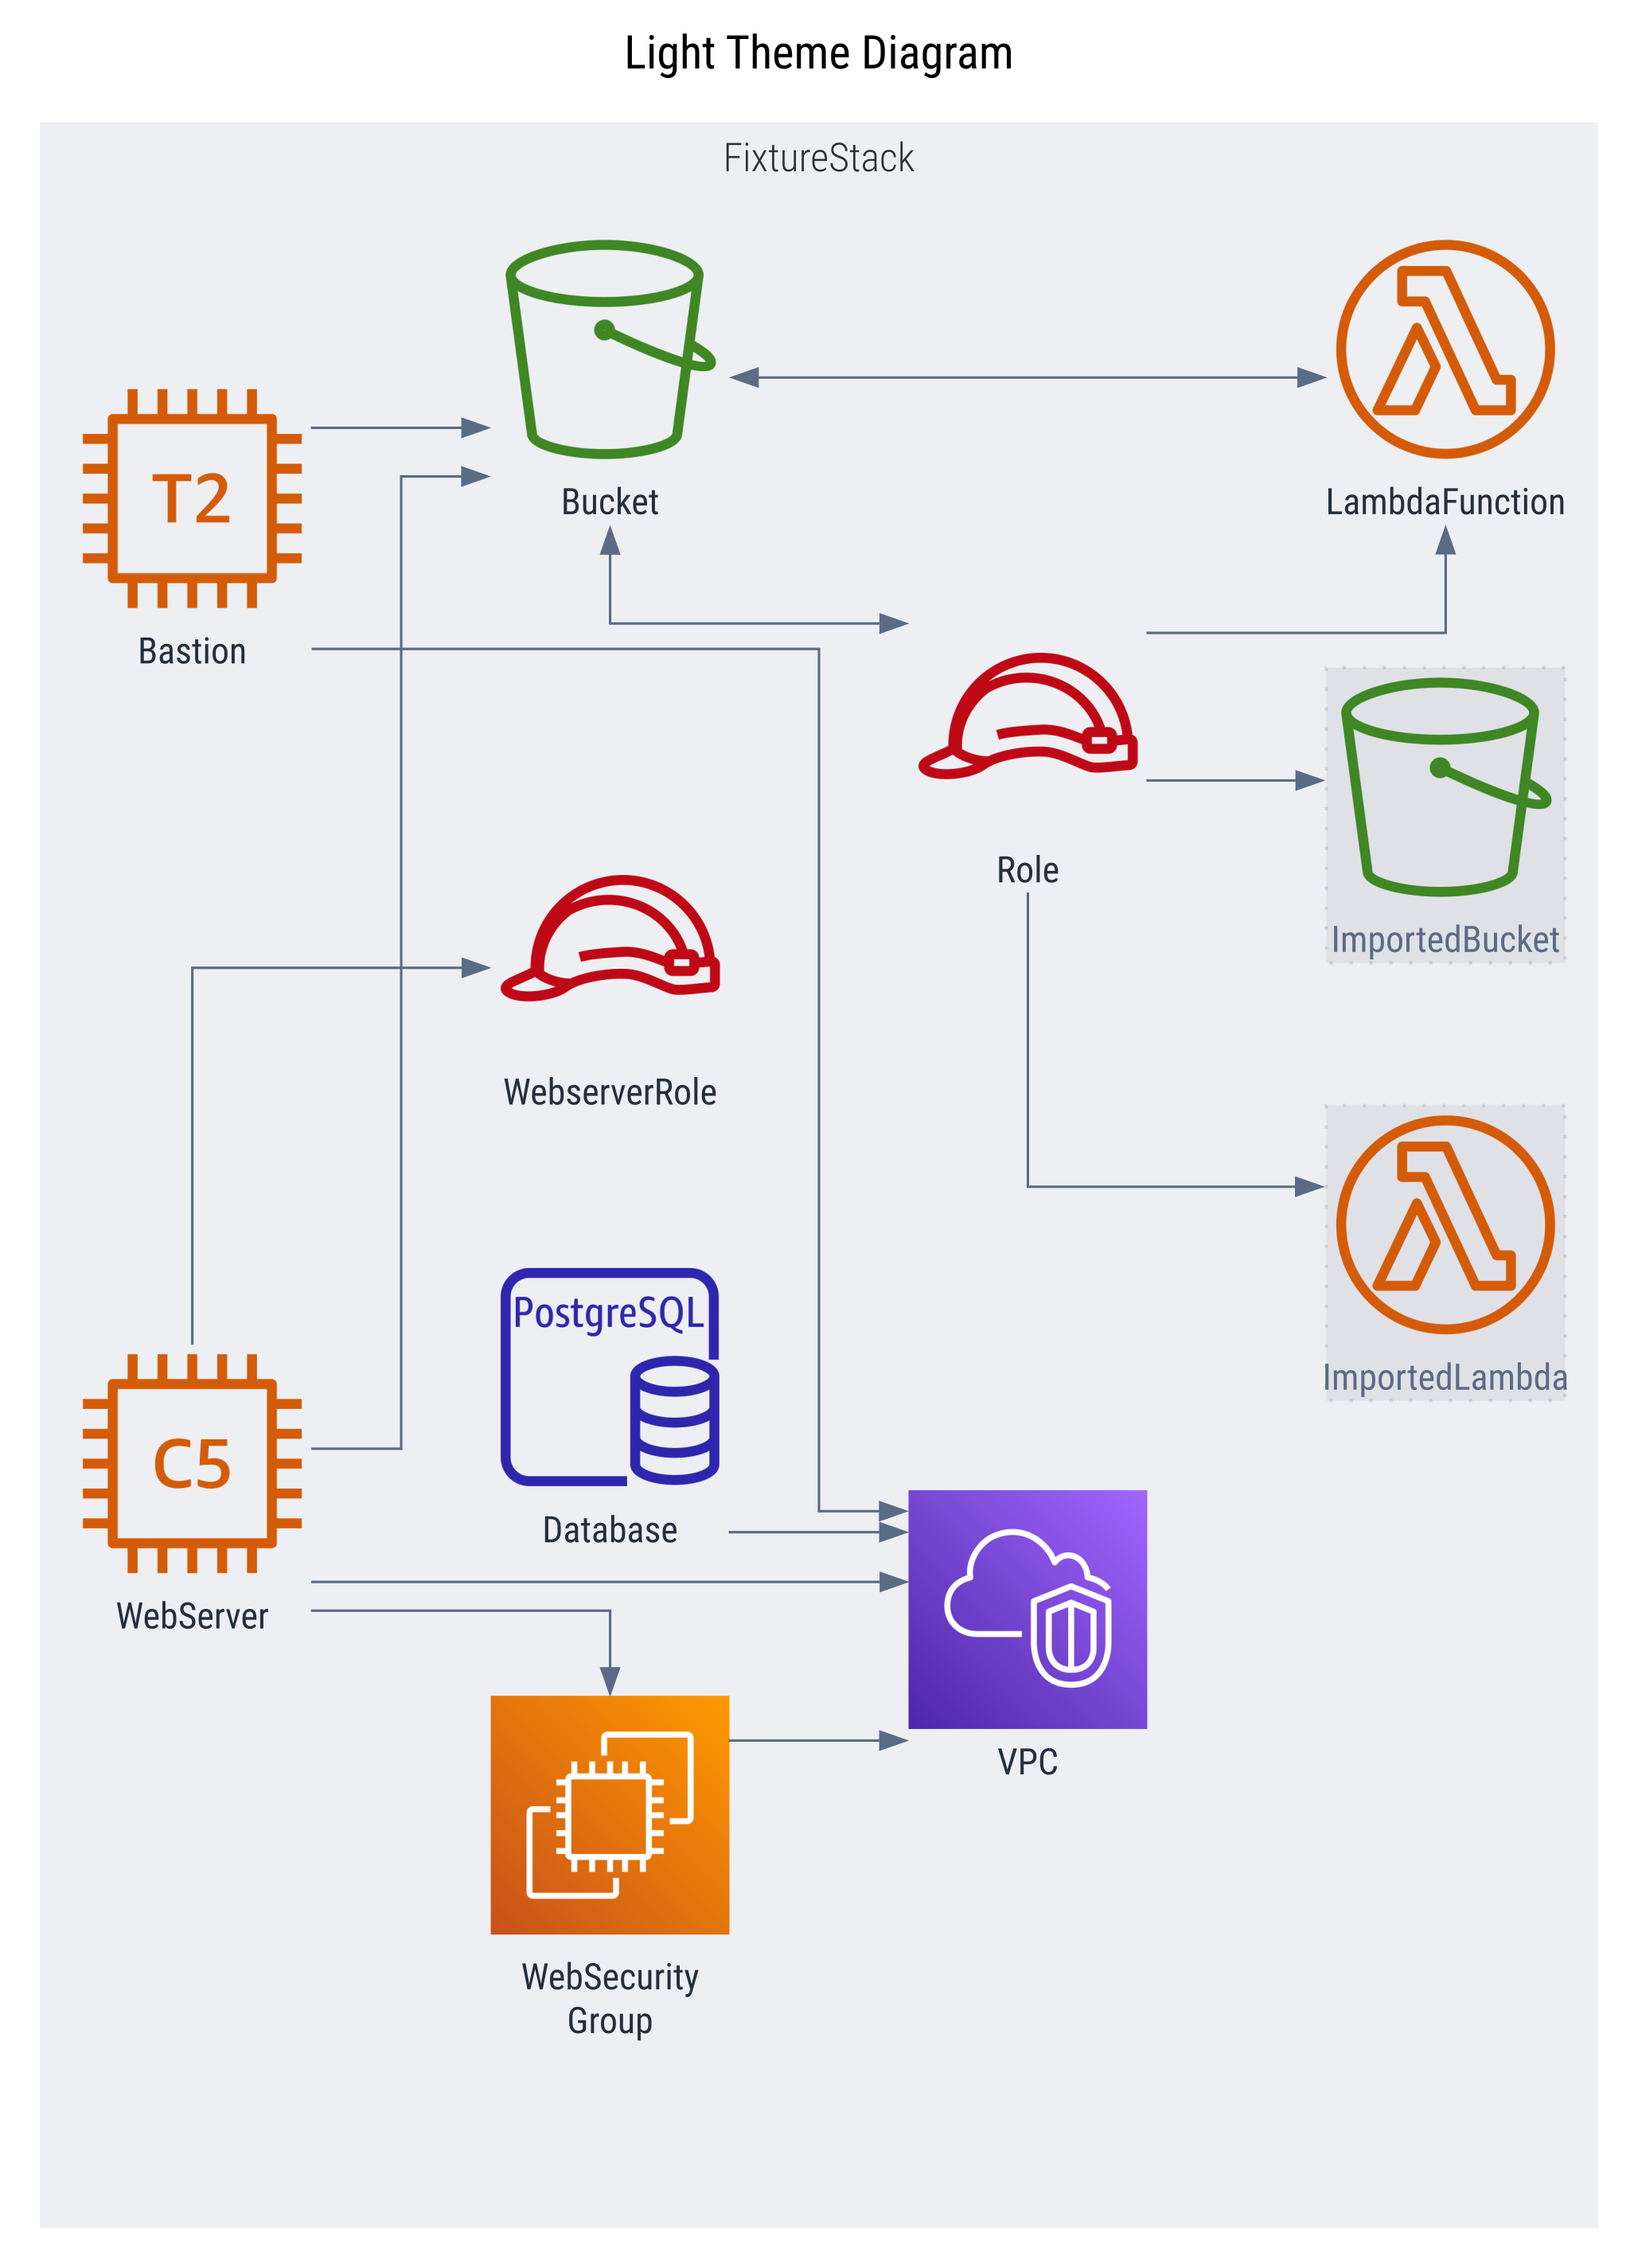 Light Theme Diagram
FixtureStack
T2
Bastion
Bucket
LambdaFunction
Role
ImportedBucket
WebserverRole
ImportedLambda
PostgreSQL
Database
C5
WebServer
VPC
WebSecurity
Group